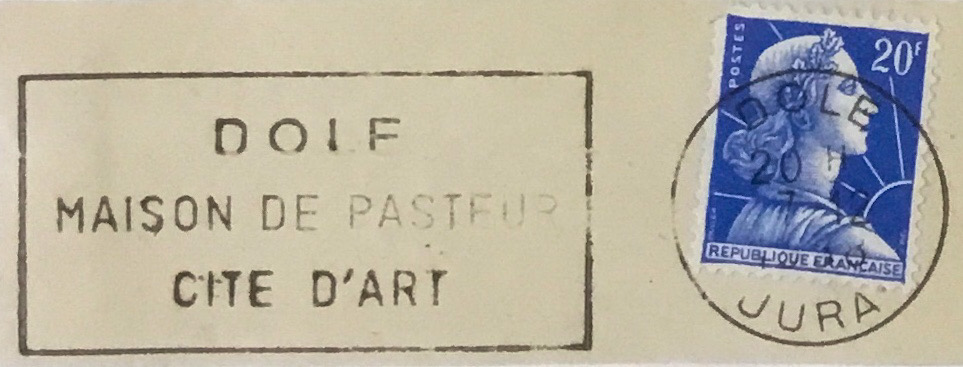 DOLE
MAISON DE PASTEUR
CITE D'ART
POSTES
20F
DOLE
20 H
REPUBLIQUE FRANÇAISE
JURA